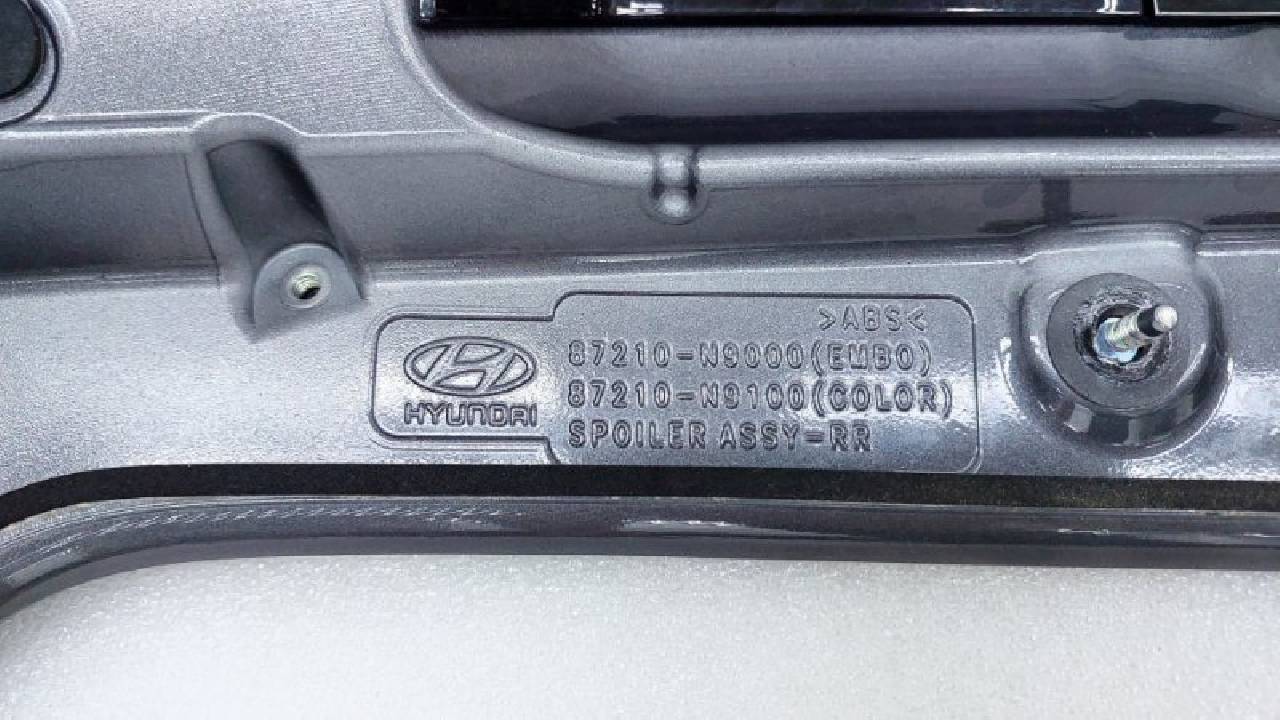 >ABS<
87210-N9000(EMBO)
87210-N9100(COLOR)
SPOILER ASSY-RR
HYUNDAI